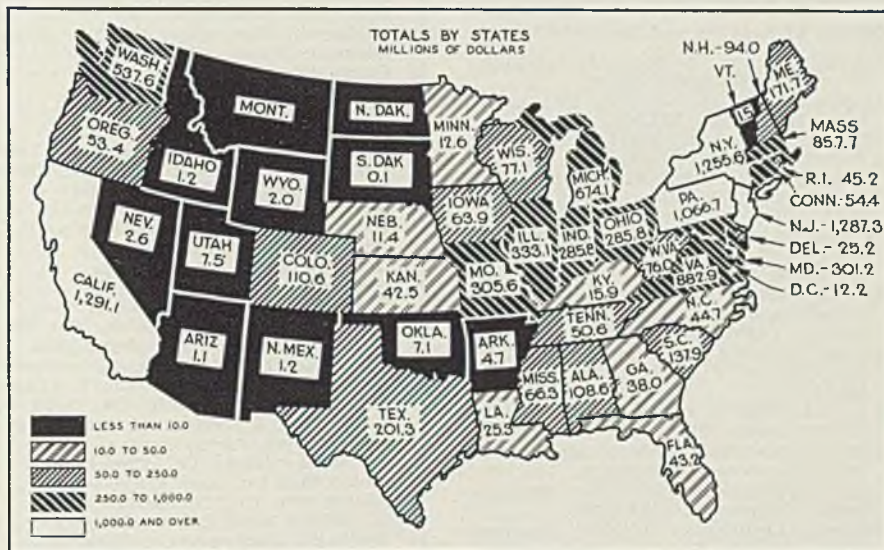 TOTALS BY STATES
MILLIONS OF DOLLARS
WASH
537.6
OREG.
53.4
CALIF.
1,291.1
IDAHO
1.2
NEV.
2.6
MONT.
WYO.
2.0
UTAH
7.5
ARIZ
1.1
COLO.
110.6
N.MEX.
1.2
N. DAK.
S.DAK
0.1
NEB.
11.4
KAN.
42.5
OKLA.
7.1
TEX.
201.3
MINN.
12.6
IOWA
63.9
MO.
305.6
ARK.
4.7
LA.
25.3
WIS.
77.1
ILL.
333.1
MICH.
674.1
IND.
285.8
OHIO
285.8
KY.
15.9
TENN.
50.6
MISS.
66.3
ALA.
108.6
GA.
38.0
FLA.
43.2
S.C.
137.9
N.C.
44.7
VA.
882.9
W.VA.
76.0
PA.
1,066.7
N.Y.
1,255.6
VT.
1.5
N.H.-94.0
ME.
171.7
MASS
857.7
R.I. 45.2
CONN.-54.4
N.J.-1,287.3
DEL.-25.2
MD.-301.2
D.C.-12.2
LESS THAN 10.0
10.0 TO 50.0
50.0 TO 250.0
250.0 TO 1,000.0
1,000.0 AND OVER